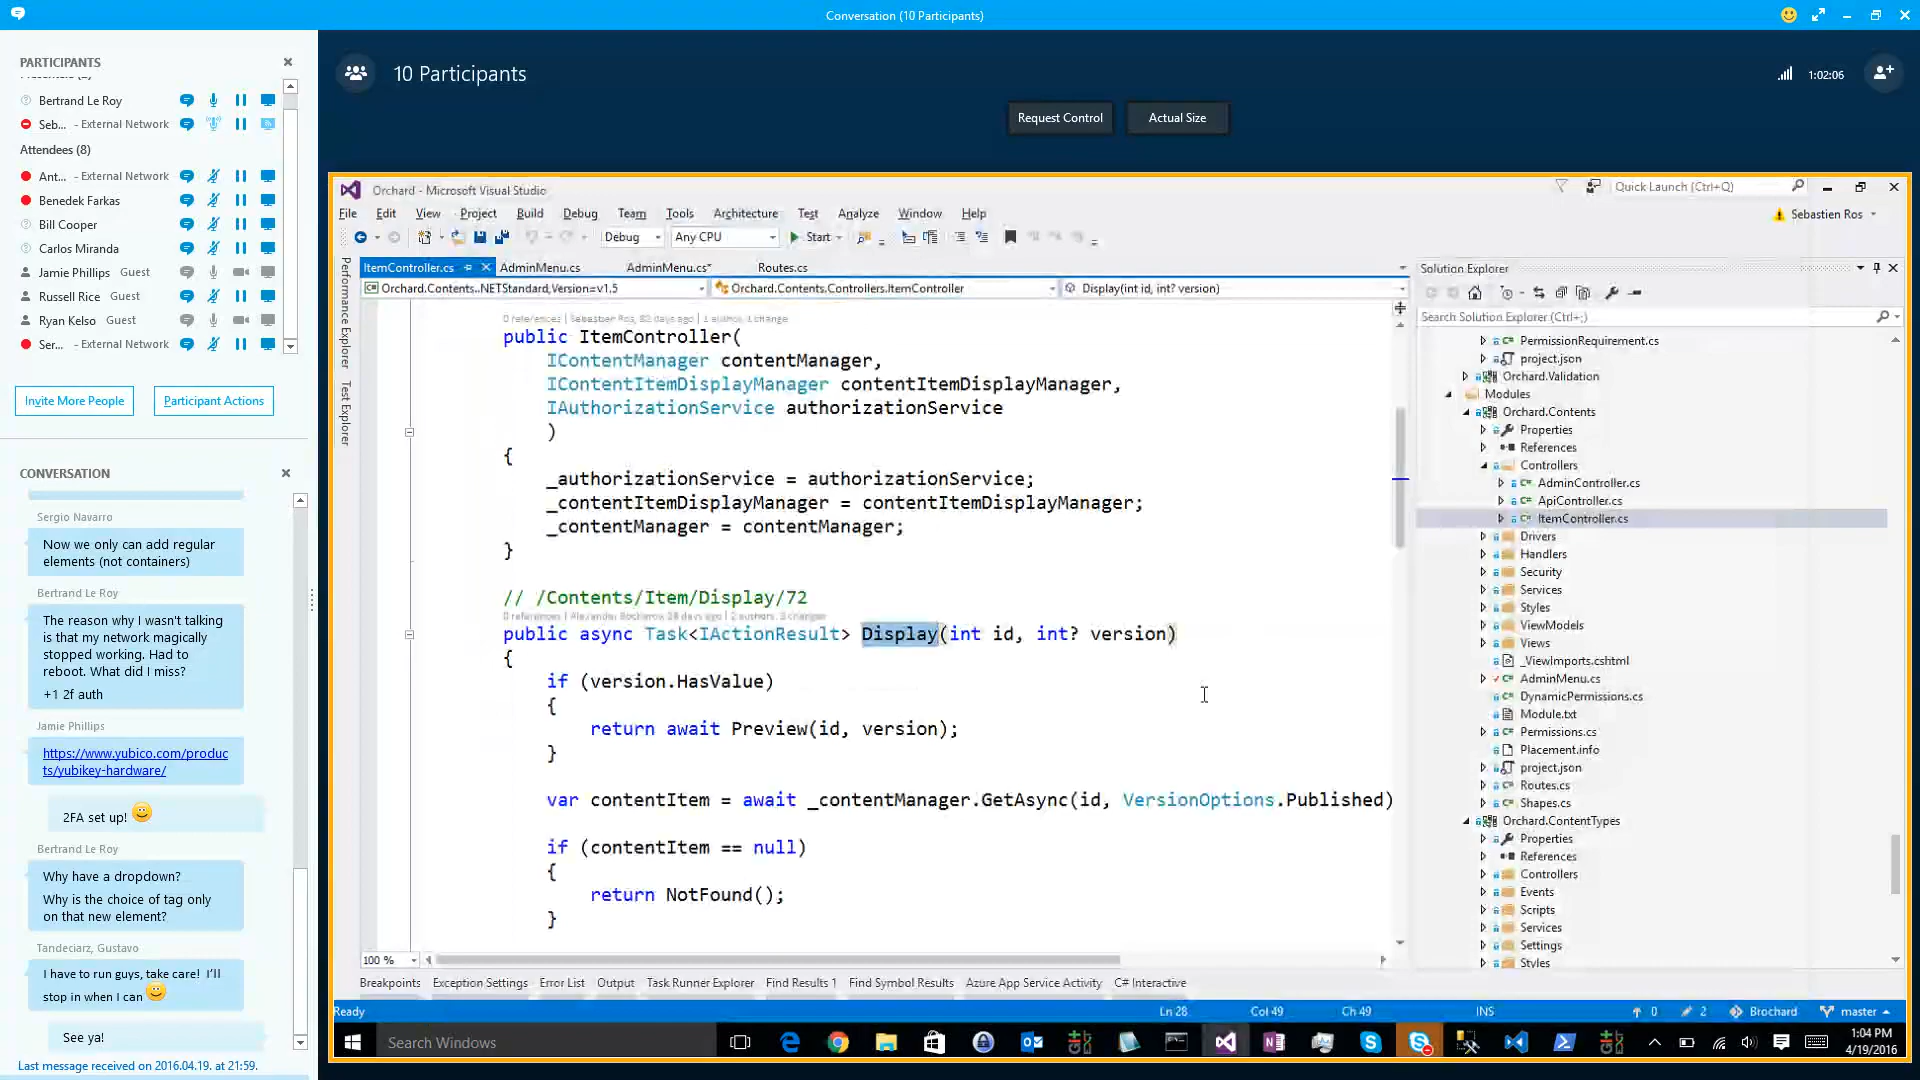 Conversation (10 Participants)
PARTICIPANTS
Bertrand Le Roy
Seb... - External Network
Attendees (8)
Ant... - External Network
Benedek Farkas
Bill Cooper
Carlos Miranda
Jamie Phillips Guest
Russell Rice Guest
Ryan Kelso Guest
Ser... - External Network
Invite More People
Participant Actions
CONVERSATION
Sergio Navarro
Now we only can add regular
elements (not containers)
Bertrand Le Roy
The reason why I wasn't talking
is that my network magically
stopped working. Had to
reboot. What did I miss?
+1 2f auth
Jamie Phillips
https://www.yubico.com/produc
ts/yubikey-hardware/
2FA set up!
Bertrand Le Roy
Why have a dropdown?
Why is the choice of tag only
on that new element?
Tandeciarz, Gustavo
I have to run guys, take care! I'll
stop in when I can
See ya!
Last message received on 2016.04.19. at 21:59.
10 Participants
1:02:06
Request Control
Actual Size
Orchard - Microsoft Visual Studio
Quick Launch (Ctrl+Q)
File Edit View Project Build Debug Team Tools Architecture Test Analyze Window Help
Sebastien Ros
Debug Any CPU Start
Performance Explorer
Test Explorer
ItemController.cs AdminMenu.cs AdminMenu.cs* Routes.cs
Orchard.Contents..NETStandard,Version=v1.5
Orchard.Contents.Controllers.ItemController
Display(int id, int? version)
0 references | Sebastien Ros, 82 days ago | 1 author, 1 change
public ItemController(
IContentManager contentManager,
IContentItemDisplayManager contentItemDisplayManager,
IAuthorizationService authorizationService
)
{
_authorizationService = authorizationService;
_contentItemDisplayManager = contentItemDisplayManager;
_contentManager = contentManager;
}
// /Contents/Item/Display/72
public async Task<IActionResult> Display(int id, int? version)
{
if (version.HasValue)
{
return await Preview(id, version);
}
var contentItem = await _contentManager.GetAsync(id, VersionOptions.Published)
if (contentItem == null)
{
return NotFound();
}
100 %
Solution Explorer
Search Solution Explorer (Ctrl+;)
PermissionRequirement.cs
project.json
Orchard.Validation
Modules
Orchard.Contents
Properties
References
Controllers
AdminController.cs
ApiController.cs
ItemController.cs
Drivers
Handlers
Security
Services
Styles
ViewModels
Views
_ViewImports.cshtml
AdminMenu.cs
DynamicPermissions.cs
Module.txt
Permissions.cs
Placement.info
project.json
Routes.cs
Shapes.cs
Orchard.ContentTypes
Properties
References
Controllers
Events
Scripts
Services
Settings
Styles
Breakpoints Exception Settings Error List Output Task Runner Explorer Find Results 1 Find Symbol Results Azure App Service Activity C# Interactive
Ready Ln 28 Col 49 Ch 49 INS 0 2 Brochard master
Search Windows
1:04 PM
4/19/2016